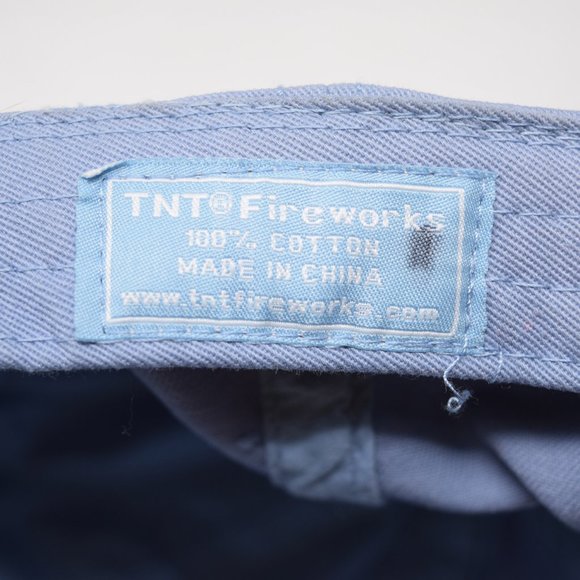 TNT® Fireworks
100% COTTON
MADE IN CHINA
www.tntfireworks.com